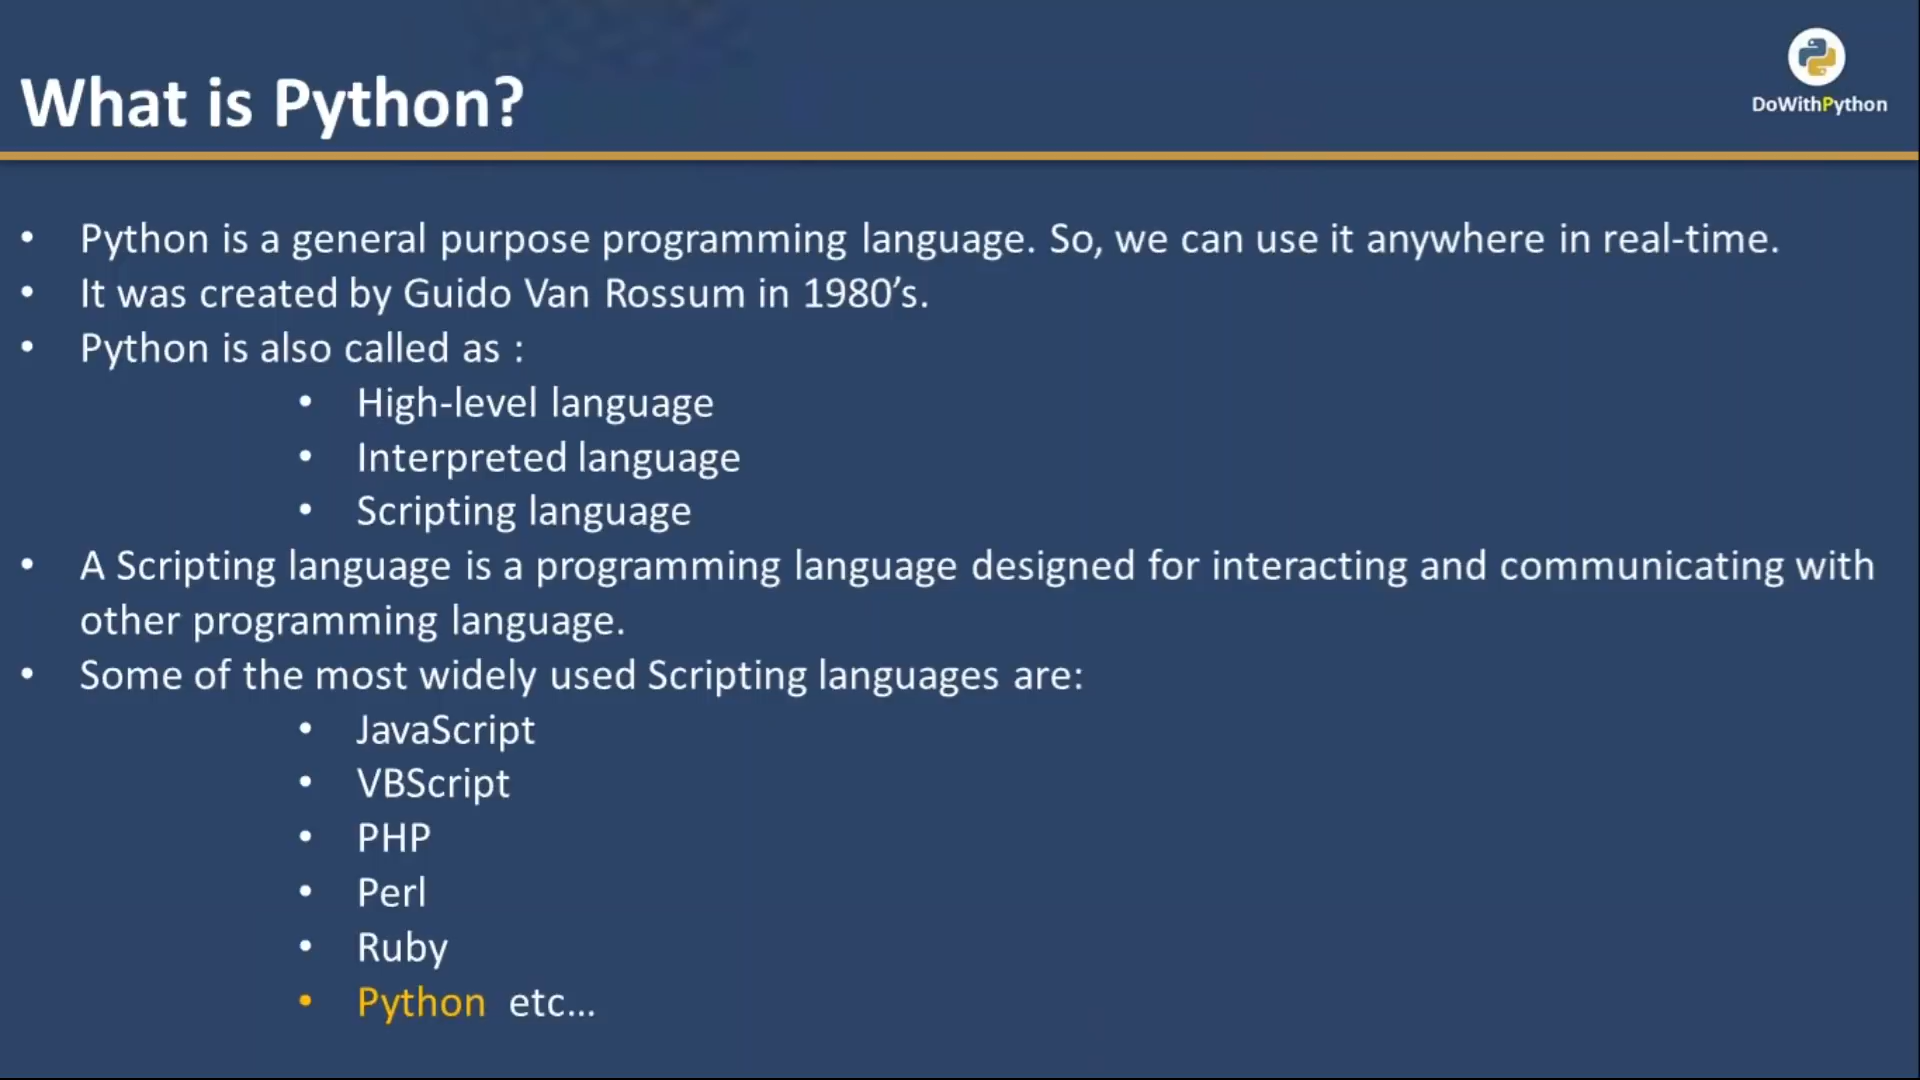 DoWithPython
What is Python?
• Python is a general purpose programming language. So, we can use it anywhere in real-time.
• It was created by Guido Van Rossum in 1980’s.
• Python is also called as :
• High-level language
• Interpreted language
• Scripting language
• A Scripting language is a programming language designed for interacting and communicating with
other programming language.
• Some of the most widely used Scripting languages are:
• JavaScript
• VBScript
• PHP
• Perl
• Ruby
• Python etc...